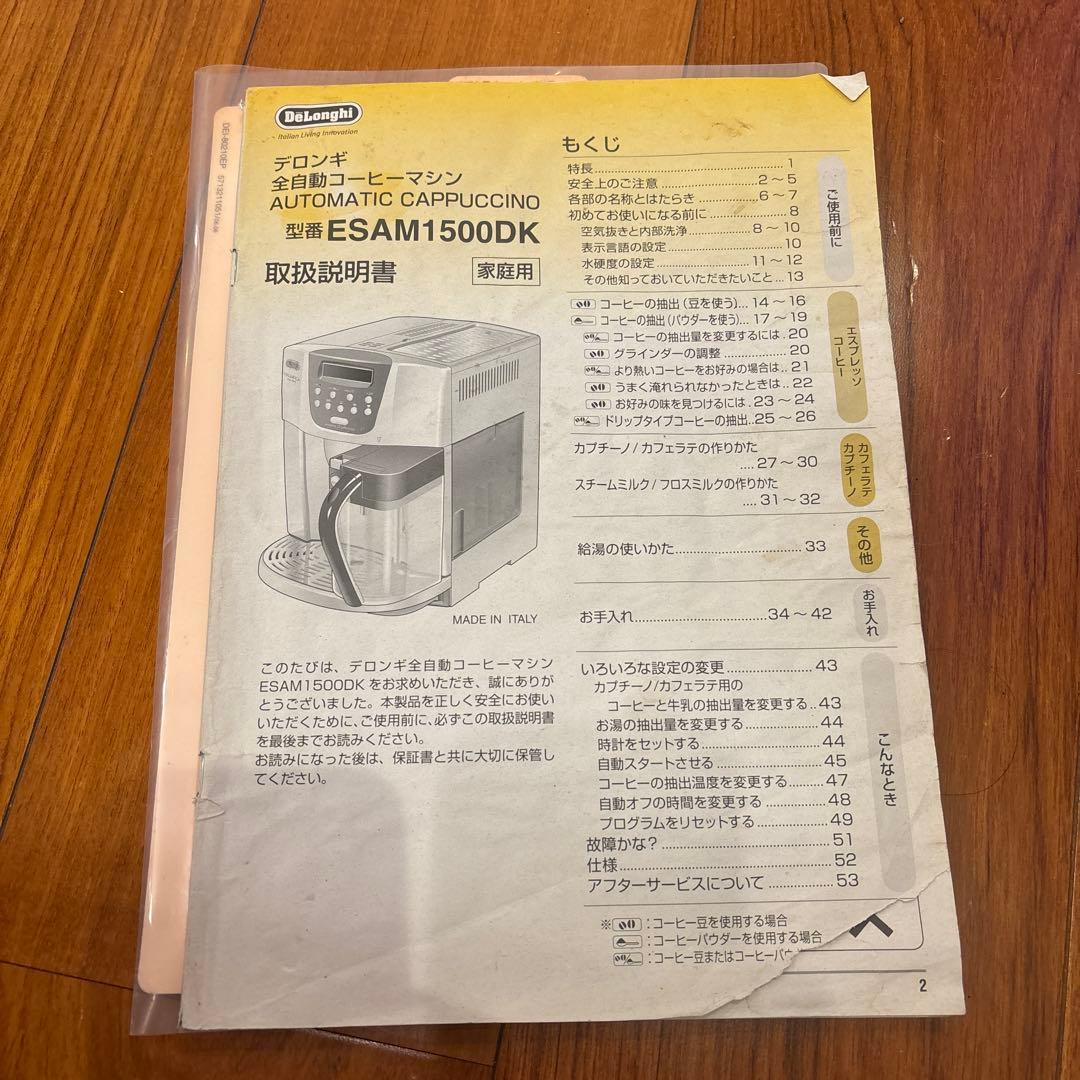 DeLonghi
Italian Living Innovation
デロンギ
全自動コーヒーマシン
AUTOMATIC CAPPUCCINO
型番 ESAM1500DK
取扱説明書 家庭用
MADE IN ITALY
このたびは、デロンギ全自動コーヒーマシン
ESAM1500DK をお求めいただき、誠にありが
とうございました。本製品を正しく安全にお使い
いただくために、ご使用前に、必ずこの取扱説明書
を最後までお読みください。
お読みになった後は、保証書と共に大切に保管し
てください。
もくじ
特長 1
安全上のご注意 2～5
各部の名称とはたらき 6～7
初めてお使いになる前に 8
空気抜きと内部洗浄 8～10
表示言語の設定 10
水硬度の設定 11～12
その他知っておいていただきたいこと... 13
ご使用前に
コーヒーの抽出（豆を使う)... 14～16
コーヒーの抽出（パウダーを使う)... 17～19
コーヒーの抽出量を変更するには . 20
グラインダーの調整 20
より熱いコーヒーをお好みの場合は.. 21
うまく淹れられなかったときは.. 22
お好みの味を見つけるには . 23～24
ドリップタイプコーヒーの抽出.. 25～26
エスプレッソ
コーヒー
カプチーノ/カフェラテの作りかた
.... 27～30
スチームミルク/フロスミルクの作りかた
.... 31～32
カフェラテ
カプチーノ
給湯の使いかた 33
その他
お手入れ 34～42
お手入れ
いろいろな設定の変更 43
カプチーノ/カフェラテ用の
コーヒーと牛乳の抽出量を変更する.. 43
お湯の抽出量を変更する 44
時計をセットする 44
自動スタートさせる 45
コーヒーの抽出温度を変更する 47
自動オフの時間を変更する 48
プログラムをリセットする 49
故障かな？ 51
仕様 52
アフターサービスについて 53
こんなとき
※ ：コーヒー豆を使用する場合
：コーヒーパウダーを使用する場合
：コーヒー豆またはコーヒーパウ
2